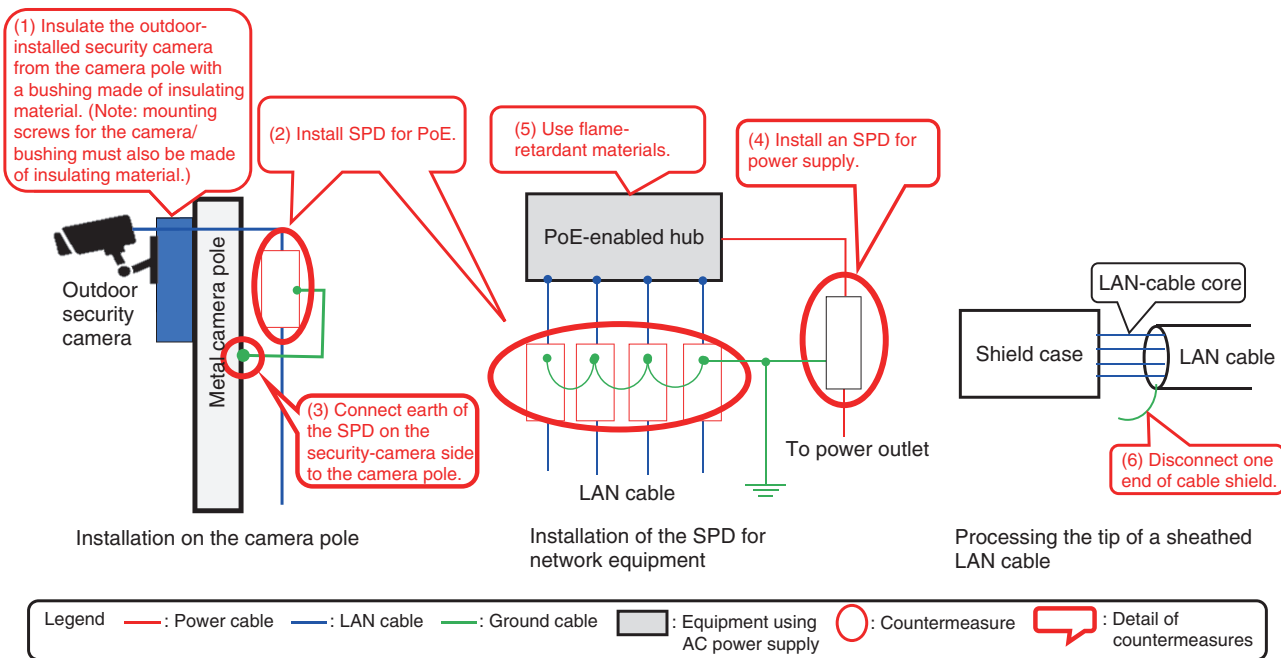 (1) Insulate the outdoor-
installed security camera
from the camera pole with
a bushing made of insulating
material. (Note: mounting
screws for the camera/
bushing must also be made
of insulating material.)
(2) Install SPD for PoE.
(5) Use flame-
retardant materials.
(4) Install an SPD for
power supply.
Outdoor
security
camera
Metal camera pole
PoE-enabled hub
(3) Connect earth of
the SPD on the
security-camera side
to the camera pole.
To power outlet
LAN cable
LAN-cable core
Shield case
LAN cable
(6) Disconnect one
end of cable shield.
Installation on the camera pole
Installation of the SPD for
network equipment
Processing the tip of a sheathed
LAN cable
Legend
: Power cable
: LAN cable
: Ground cable
: Equipment using
AC power supply
: Countermeasure
: Detail of
countermeasures